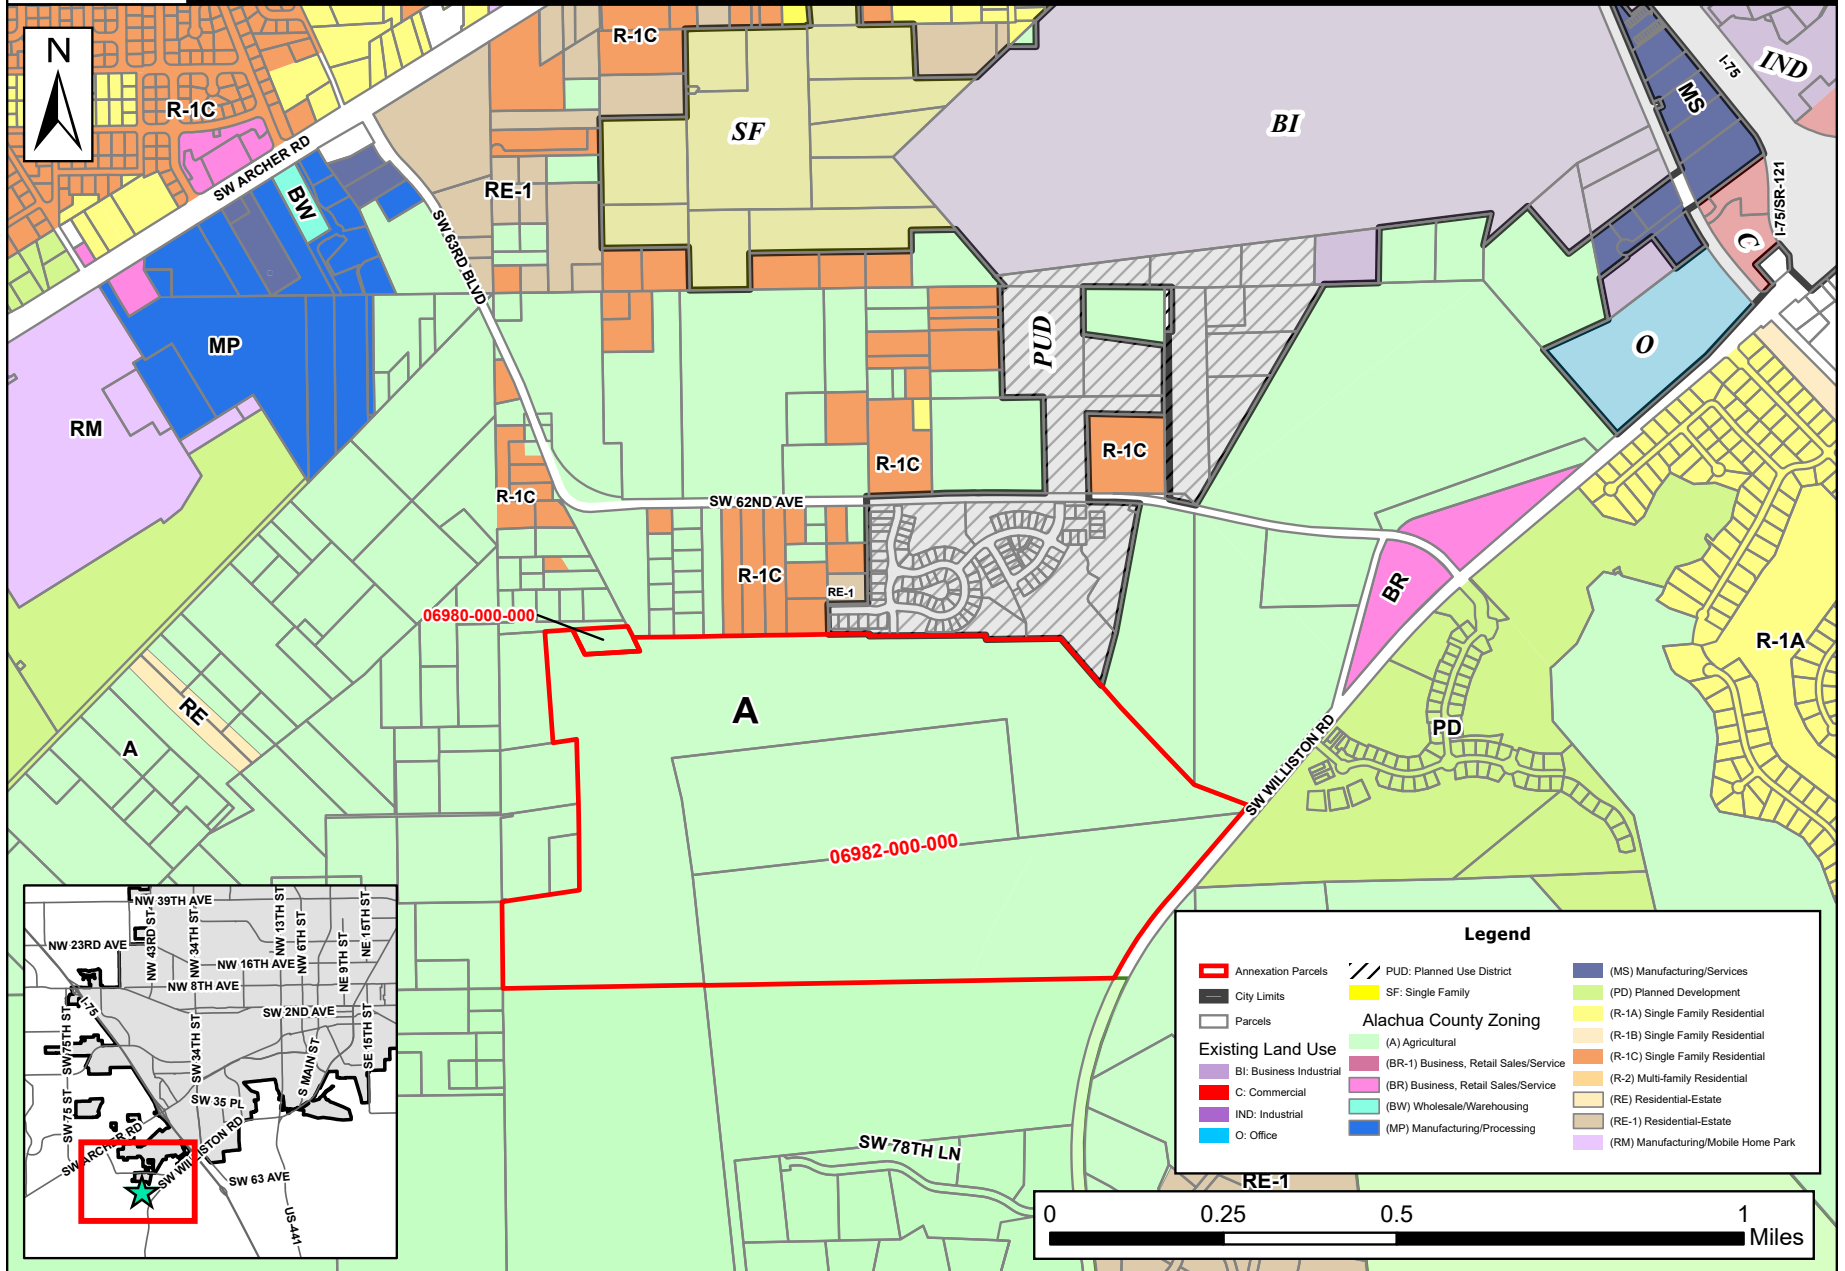 N
R-1C
R-1C
SF
BI
IND
MS
I-75
SW ARCHER RD
BW
RE-1
SW 63RD BLVD
I-75/SR-121
C
MP
PUD
O
RM
R-1C
R-1C
R-1C
SW 62ND AVE
R-1C
RE-1
BR
06980-000-000
R-1A
RE
A
A
PD
SW WILLISTON RD
06982-000-000
SW 78TH LN
RE-1
NW 39TH AVE
NW 43RD ST
NW 34TH ST
NW 13TH ST
NW 6TH ST
NE 9TH ST
NE 15TH ST
NW 23RD AVE
NW 16TH AVE
NW 8TH AVE
I-75
SW 2ND AVE
SW 75TH ST
SW 34TH ST
S MAIN ST
SE 15TH ST
SW 75 ST
SW 35 PL
SW ARCHER RD
SW WILLISTON RD
SW 63 AVE
US-441
Legend
Annexation Parcels
City Limits
Parcels
Existing Land Use
BI: Business Industrial
C: Commercial
IND: Industrial
O: Office
PUD: Planned Use District
SF: Single Family
Alachua County Zoning
(A) Agricultural
(BR-1) Business, Retail Sales/Service
(BR) Business, Retail Sales/Service
(BW) Wholesale/Warehousing
(MP) Manufacturing/Processing
(MS) Manufacturing/Services
(PD) Planned Development
(R-1A) Single Family Residential
(R-1B) Single Family Residential
(R-1C) Single Family Residential
(R-2) Multi-family Residential
(RE) Residential-Estate
(RE-1) Residential-Estate
(RM) Manufacturing/Mobile Home Park
0 0.25 0.5 1
Miles